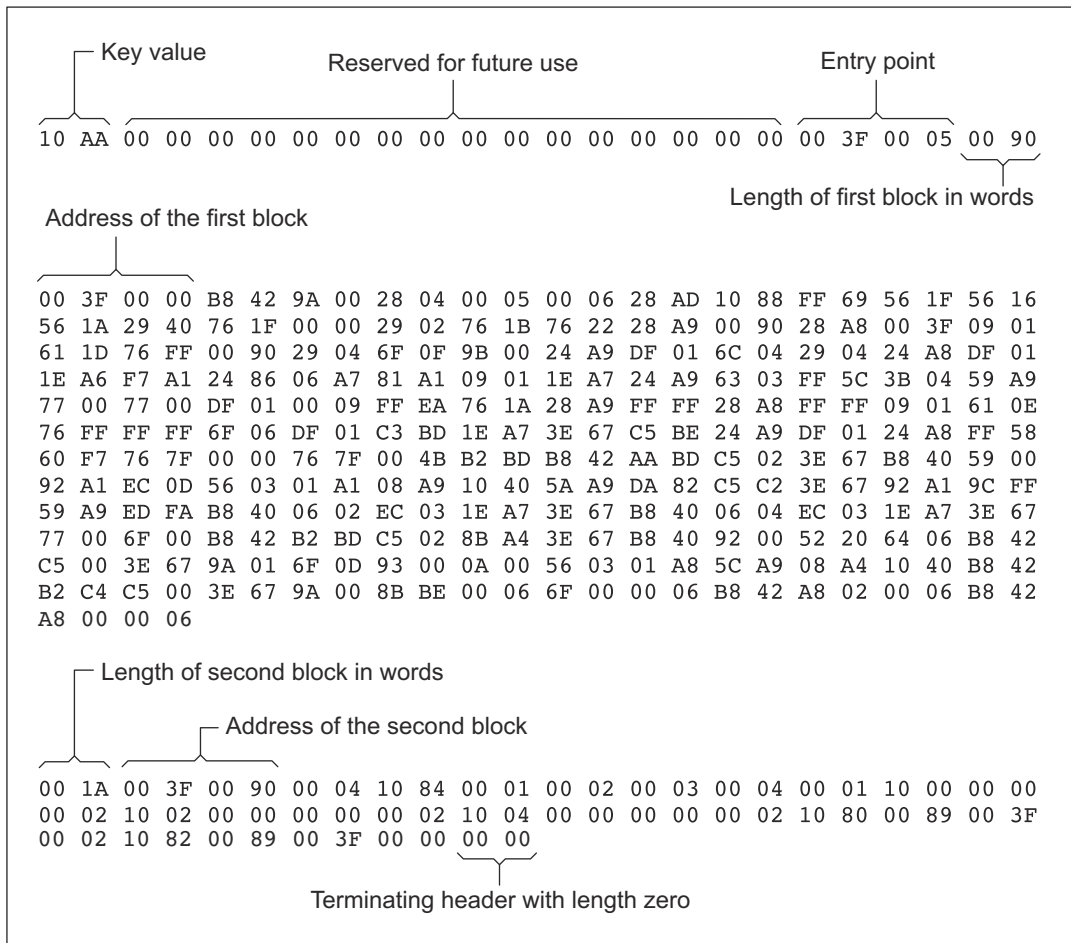 Key value
Reserved for future use
Entry point
10 AA 00 00 00 00 00 00 00 00 00 00 00 00 00 00 00 00 00 3F 00 05 00 90
Length of first block in words
Address of the first block
00 3F 00 00 B8 42 9A 00 28 04 00 05 00 06 28 AD 10 88 FF 69 56 1F 56 16
56 1A 29 40 76 1F 00 00 29 02 76 1B 76 22 28 A9 00 90 28 A8 00 3F 09 01
61 1D 76 FF 00 90 29 04 6F 0F 9B 00 24 A9 DF 01 6C 04 29 04 24 A8 DF 01
1E A6 F7 A1 24 86 06 A7 81 A1 09 01 1E A7 24 A9 63 03 FF 5C 3B 04 59 A9
77 00 77 00 DF 01 00 09 FF EA 76 1A 28 A9 FF FF 28 A8 FF FF 09 01 61 0E
76 FF FF FF 6F 06 DF 01 C3 BD 1E A7 3E 67 C5 BE 24 A9 DF 01 24 A8 FF 58
60 F7 76 7F 00 00 76 7F 00 4B B2 BD B8 42 AA BD C5 02 3E 67 B8 40 59 00
92 A1 EC 0D 56 03 01 A1 08 A9 10 40 5A A9 DA 82 C5 C2 3E 67 92 A1 9C FF
59 A9 ED FA B8 40 06 02 EC 03 1E A7 3E 67 B8 40 06 04 EC 03 1E A7 3E 67
77 00 6F 00 B8 42 B2 BD C5 02 8B A4 3E 67 B8 40 92 00 52 20 64 06 B8 42
C5 00 3E 67 9A 01 6F 0D 93 00 0A 00 56 03 01 A8 5C A9 08 A4 10 40 B8 42
B2 C4 C5 00 3E 67 9A 00 8B BE 00 06 6F 00 00 06 B8 42 A8 02 00 06 B8 42
A8 00 00 06
Length of second block in words
Address of the second block
00 1A 00 3F 00 90 00 04 10 84 00 01 00 02 00 03 00 04 00 01 10 00 00 00
00 02 10 02 00 00 00 00 00 02 10 04 00 00 00 00 00 02 10 80 00 89 00 3F
00 02 10 82 00 89 00 3F 00 00 00 00
Terminating header with length zero